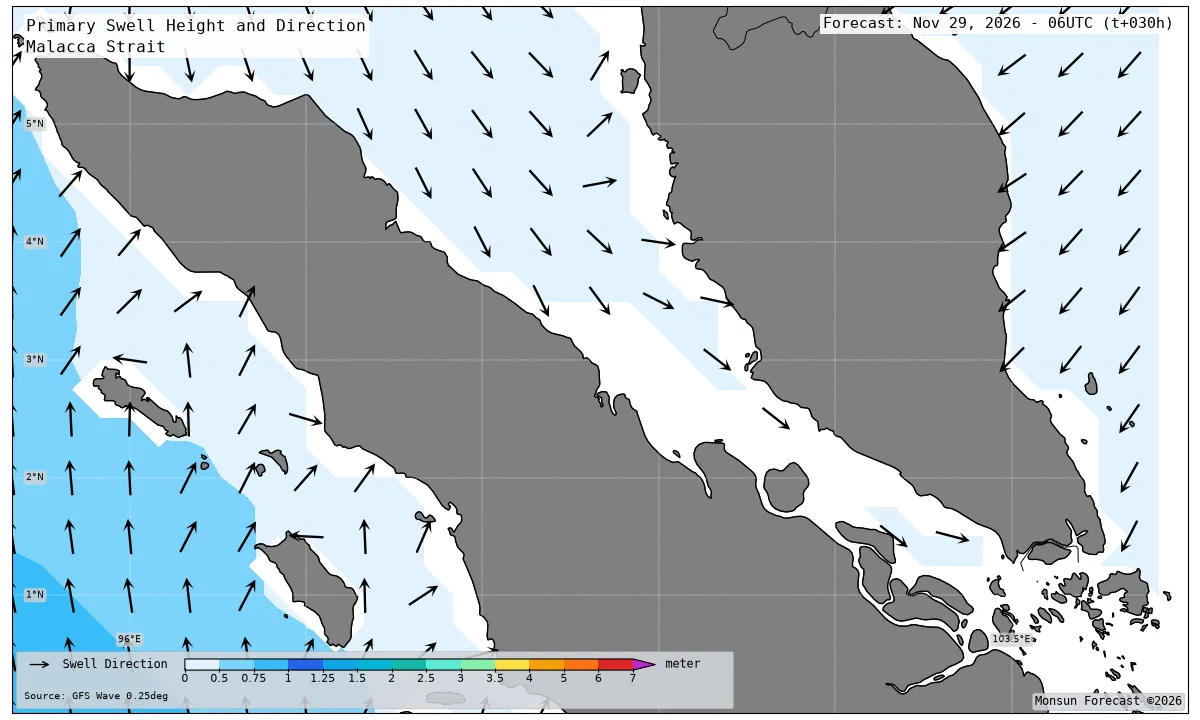 Primary Swell Height and Direction
Malacca Strait
Forecast: Nov 29, 2026 - 06UTC (t+030h)
5°N
4°N
3°N
2°N
1°N
96°E
103.5°E
Swell Direction
meter
0 0.5 0.75 1 1.25 1.5 2 2.5 3 3.5 4 5 6 7
Source: GFS Wave 0.25deg
Monsun Forecast ©2026